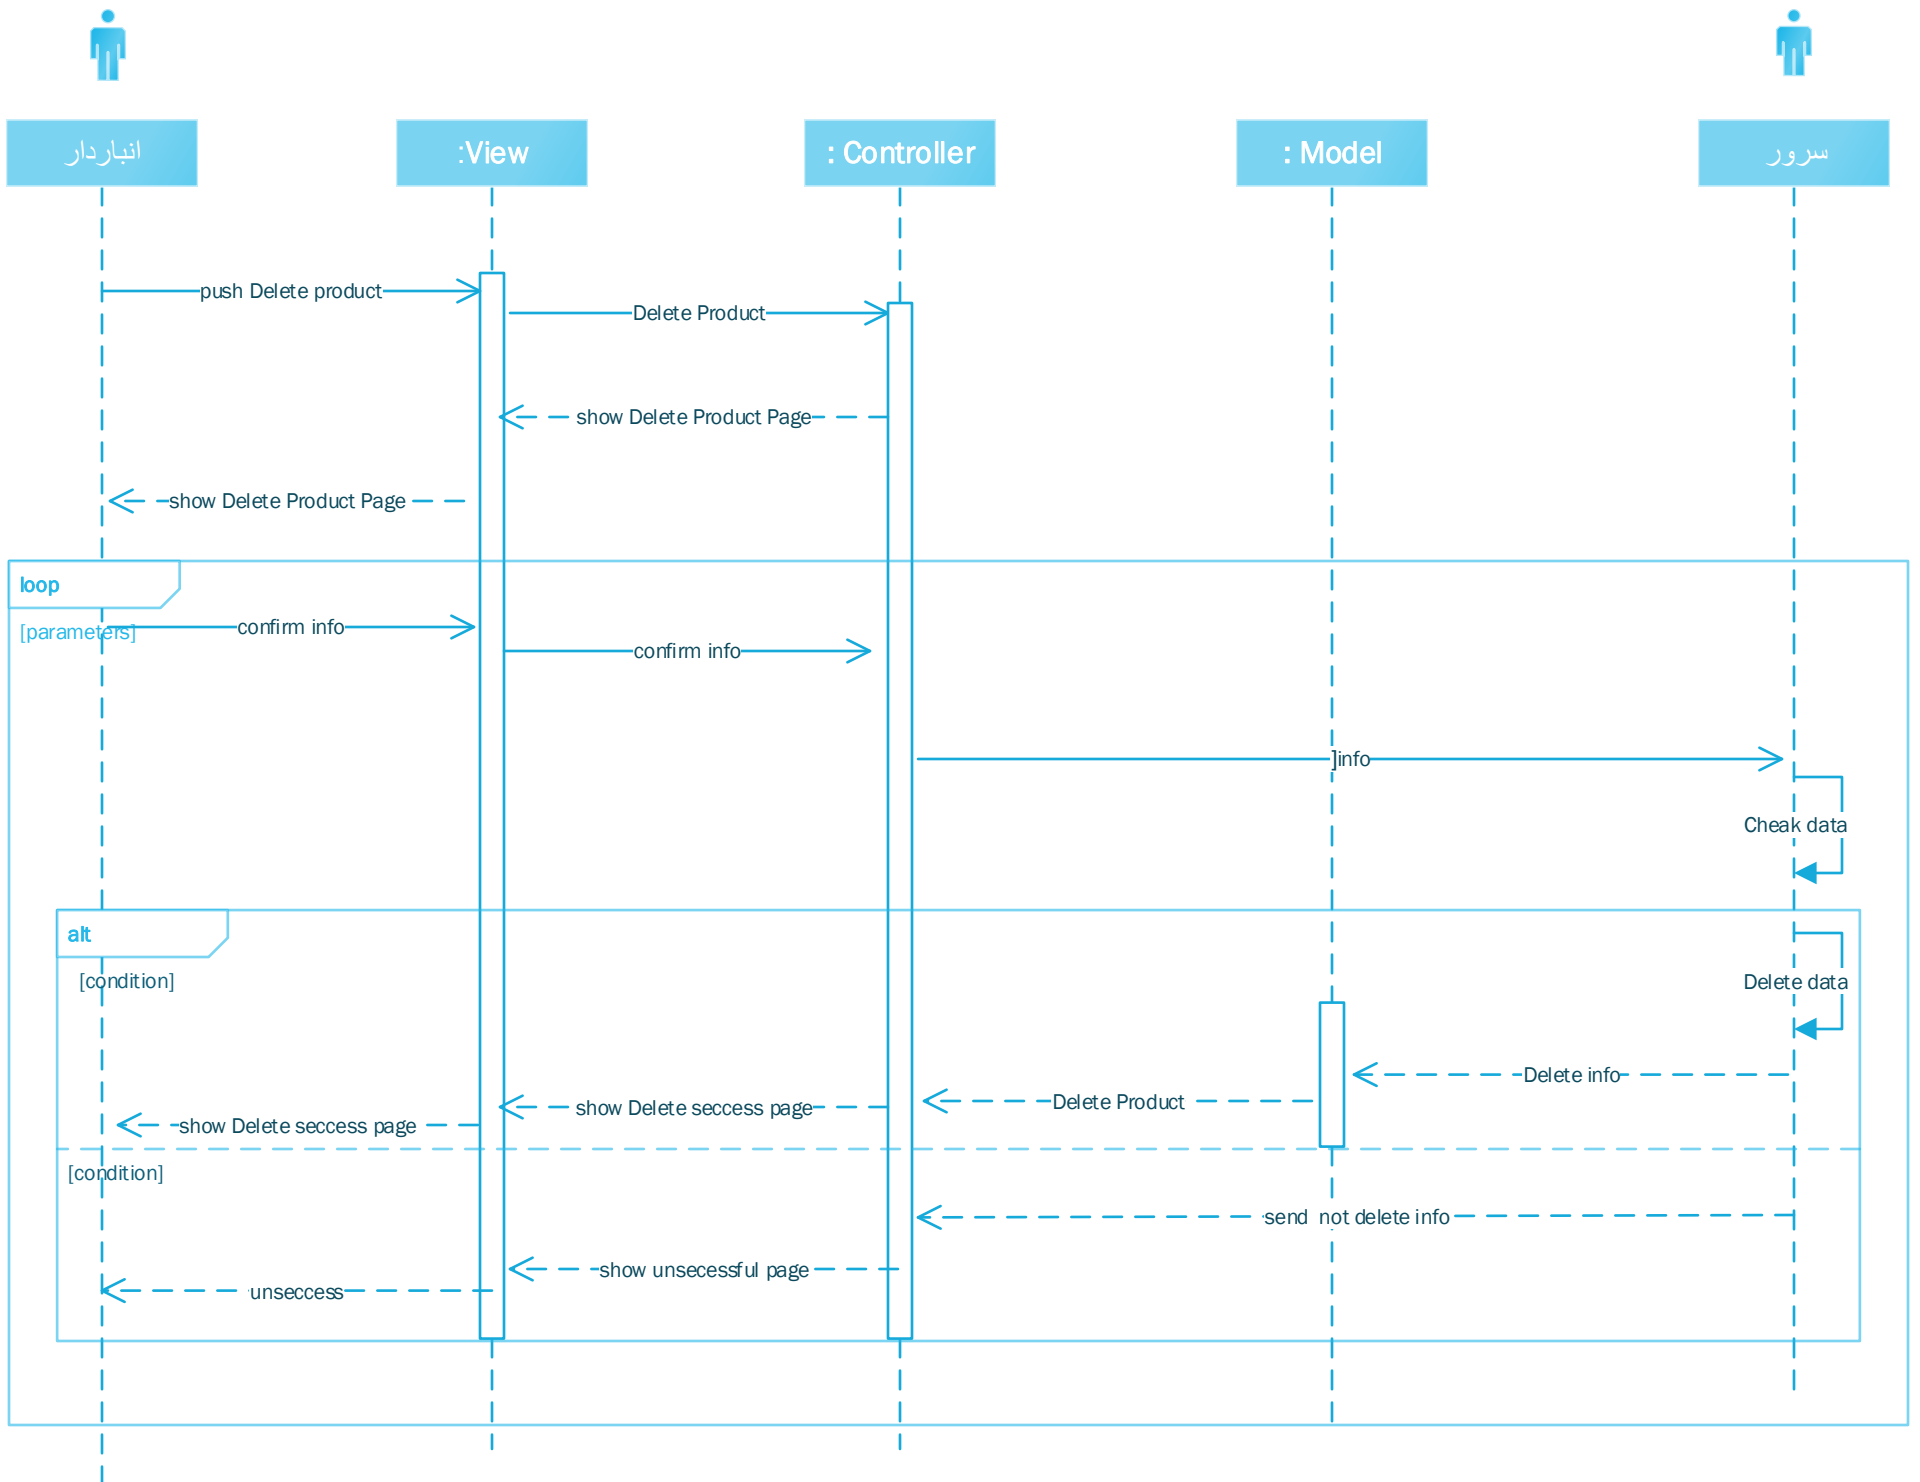 انباردار
:View
: Controller
: Model
سرور
push Delete product
Delete Product
show Delete Product Page
show Delete Product Page
loop
[parameters]
confirm info
confirm info
]info
Cheak data
alt
[condition]
Delete data
Delete info
Delete Product
show Delete seccess page
show Delete seccess page
[condition]
send not delete info
show unsecessful page
unseccess